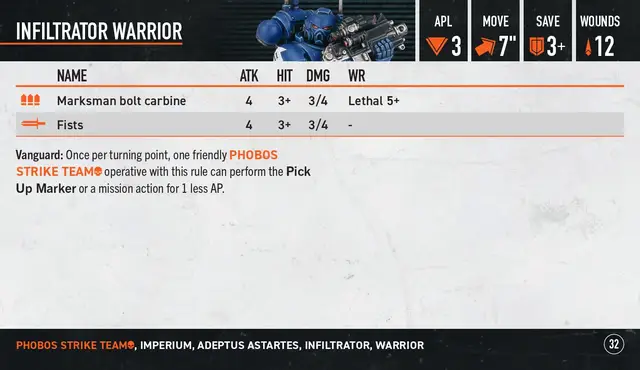 INFILTRATOR WARRIOR
APL MOVE SAVE WOUNDS
3 7" 3+ 12
NAME ATK HIT DMG WR
Marksman bolt carbine 4 3+ 3/4 Lethal 5+
Fists 4 3+ 3/4 -
Vanguard: Once per turning point, one friendly PHOBOS
STRIKE TEAM operative with this rule can perform the Pick
Up Marker or a mission action for 1 less AP.
PHOBOS STRIKE TEAM, IMPERIUM, ADEPTUS ASTARTES, INFILTRATOR, WARRIOR
32